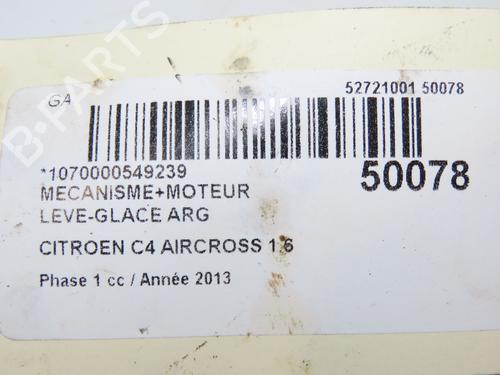 B-PARTS
GA
52721001 50078
*1070000549239
50078
MECANISME+MOTEUR
LEVE-GLACE ARG
CITROEN C4 AIRCROSS 1.6
Phase 1 cc / Année 2013